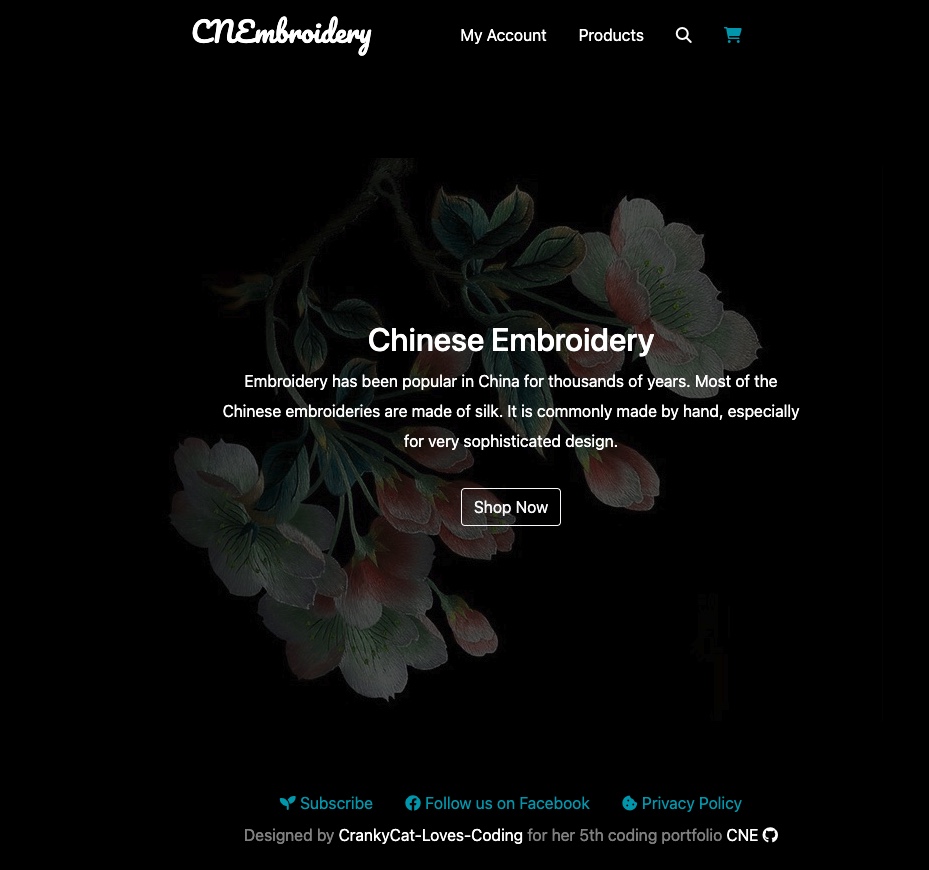 CNEmbroidery
My Account Products
Chinese Embroidery
Embroidery has been popular in China for thousands of years. Most of the
Chinese embroideries are made of silk. It is commonly made by hand, especially
for very sophisticated design.
Shop Now
Subscribe Follow us on Facebook Privacy Policy
Designed by CrankyCat-Loves-Coding for her 5th coding portfolio CNE